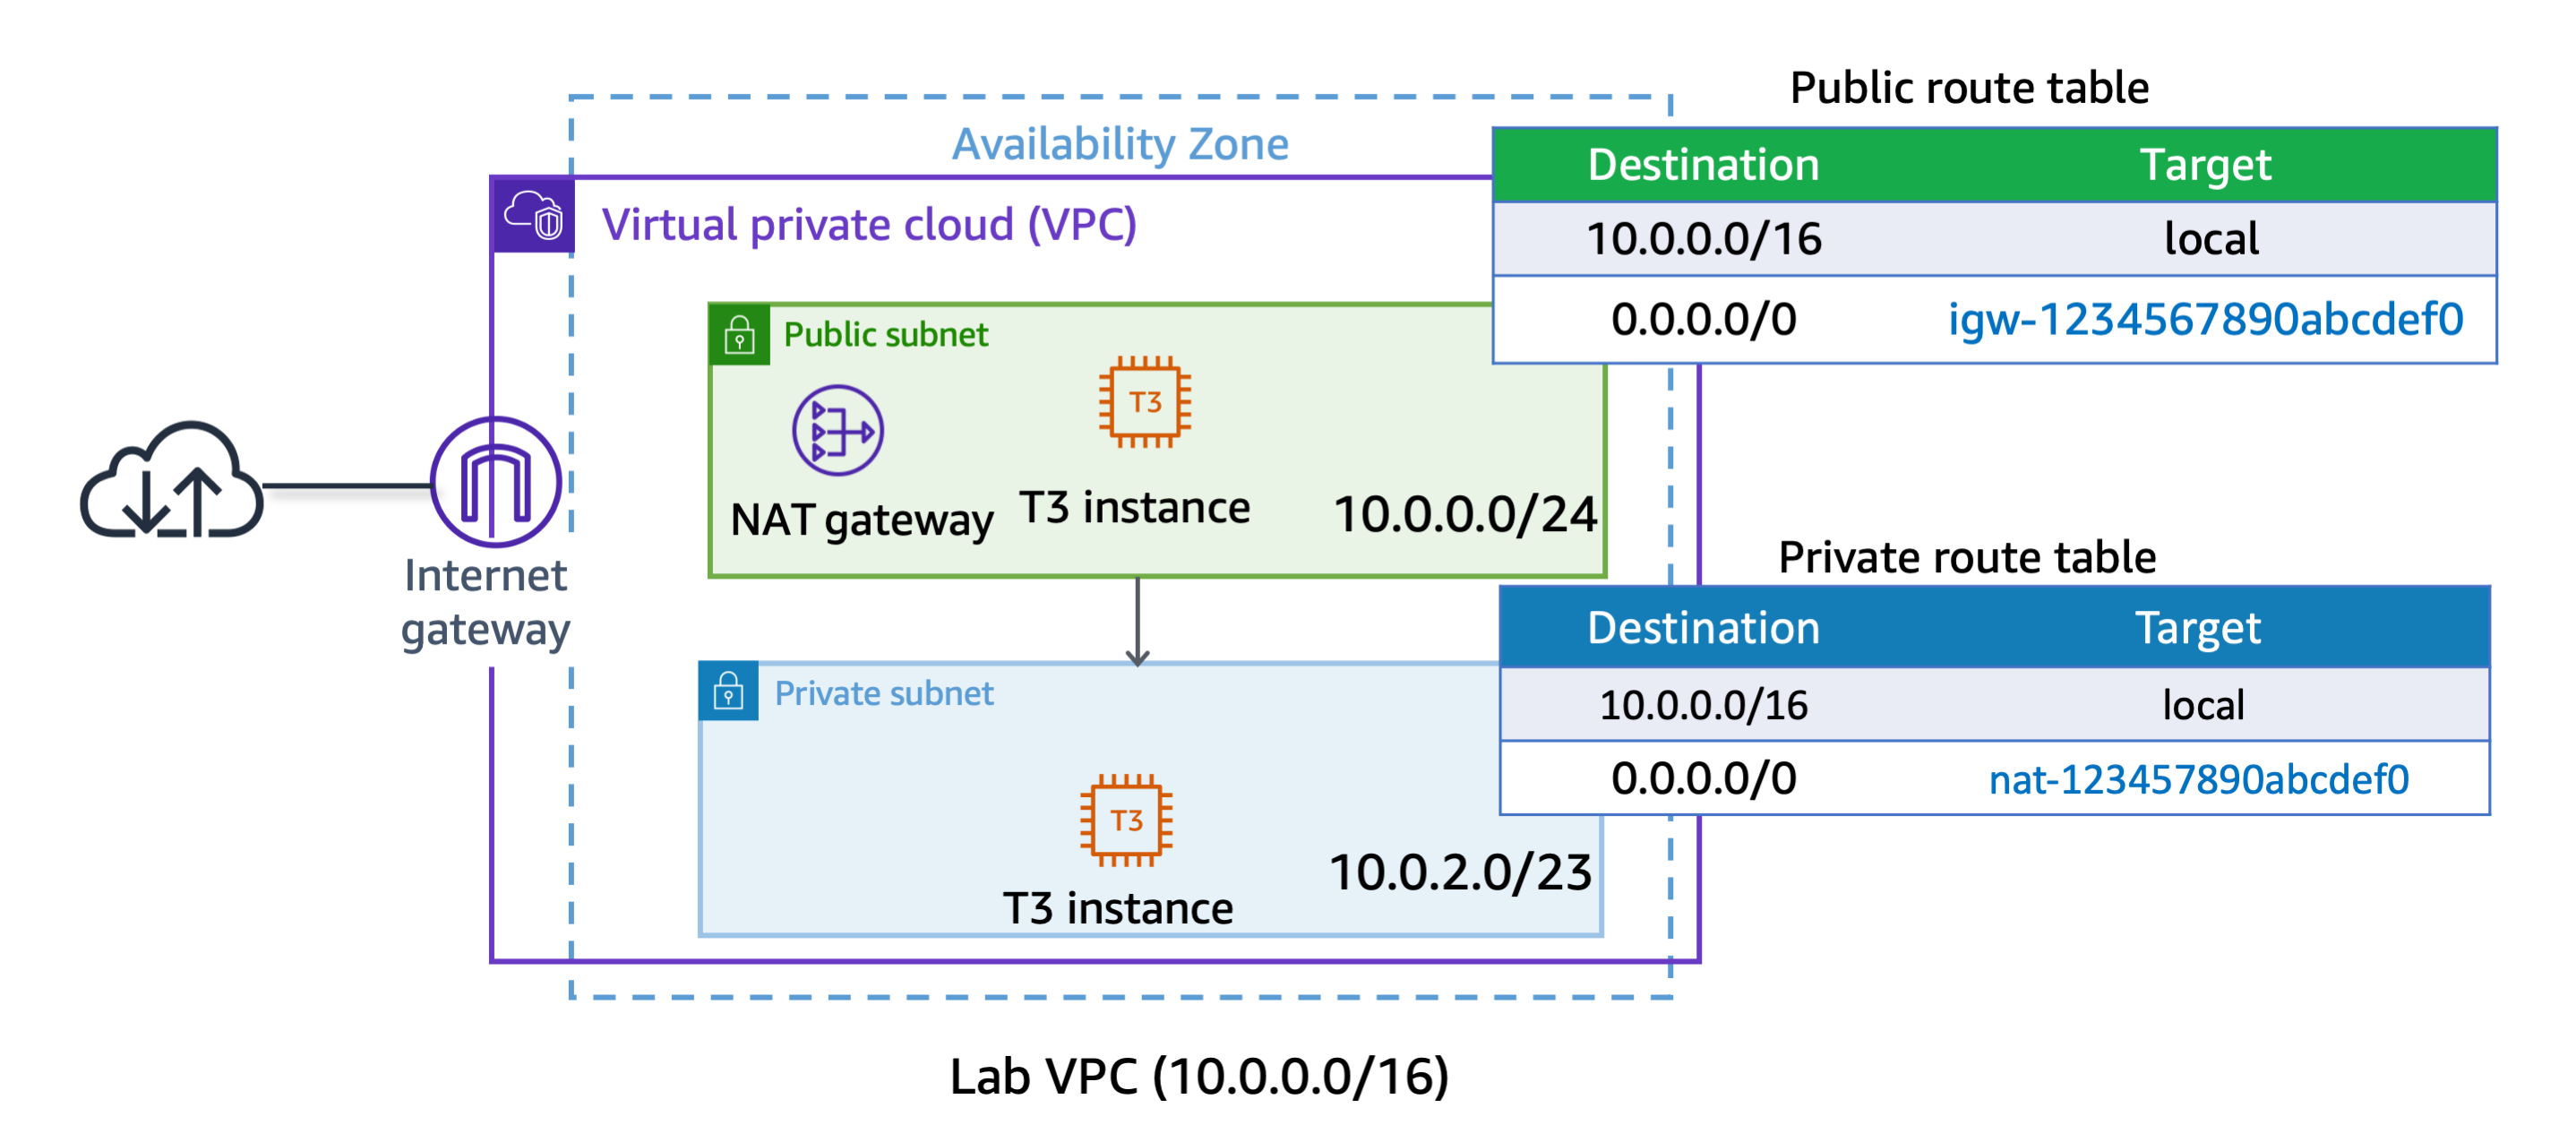 Public route table
Availability Zone
Destination Target
Virtual private cloud (VPC)
10.0.0.0/16 local
0.0.0.0/0 igw-1234567890abcdef0
Public subnet
T3
NAT gateway T3 instance 10.0.0.0/24
Internet
gateway
Private route table
Destination Target
Private subnet
10.0.0.0/16 local
0.0.0.0/0 nat-123457890abcdef0
T3
10.0.2.0/23
T3 instance
Lab VPC (10.0.0.0/16)